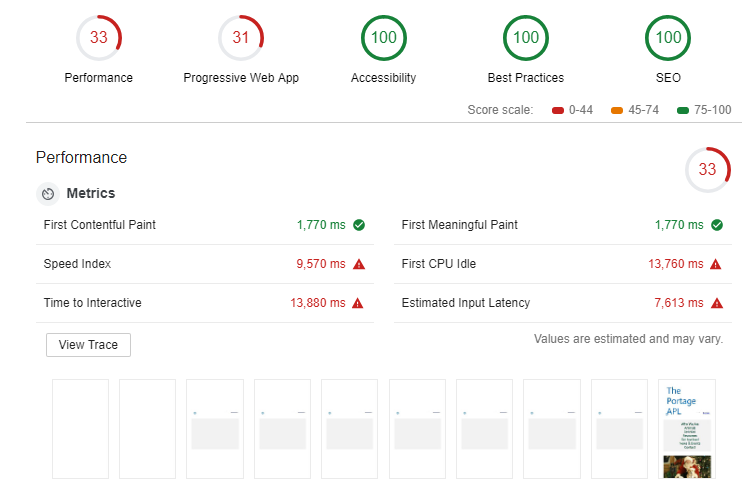 33 31 100 100 100
Performance Progressive Web App Accessibility Best Practices SEO
Score scale: 0-44 45-74 75-100
Performance
33
Metrics
First Contentful Paint 1,770 ms First Meaningful Paint 1,770 ms
Speed Index 9,570 ms First CPU Idle 13,760 ms
Time to Interactive 13,880 ms Estimated Input Latency 7,613 ms
View Trace Values are estimated and may vary.
The
Portage
APL